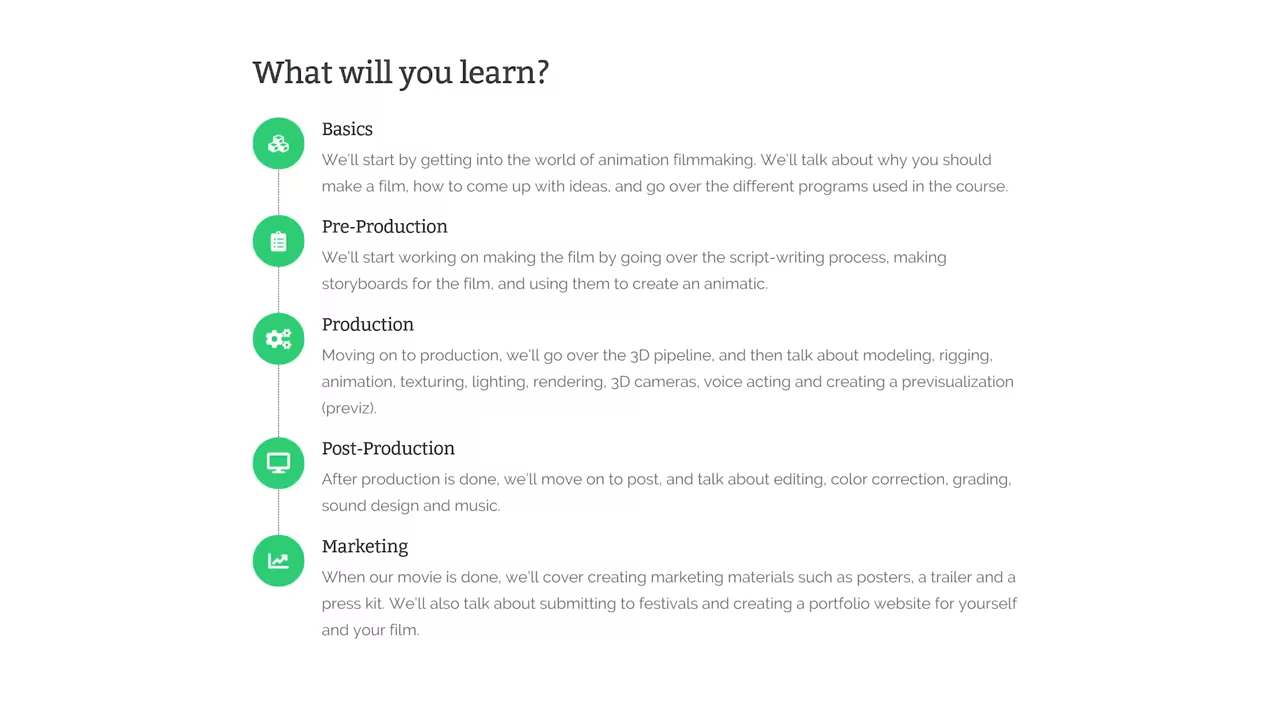 What will you learn?
Basics
We'll start by getting into the world of animation filmmaking. We'll talk about why you should
make a film, how to come up with ideas, and go over the different programs used in the course.
Pre-Production
We'll start working on making the film by going over the script-writing process, making
storyboards for the film, and using them to create an animatic.
Production
Moving on to production, we'll go over the 3D pipeline, and then talk about modeling, rigging,
animation, texturing, lighting, rendering, 3D cameras, voice acting and creating a previsualization
(previz).
Post-Production
After production is done, we'll move on to post, and talk about editing, color correction, grading,
sound design and music.
Marketing
When our movie is done, we'll cover creating marketing materials such as posters, a trailer and a
press kit. We'll also talk about submitting to festivals and creating a portfolio website for yourself
and your film.